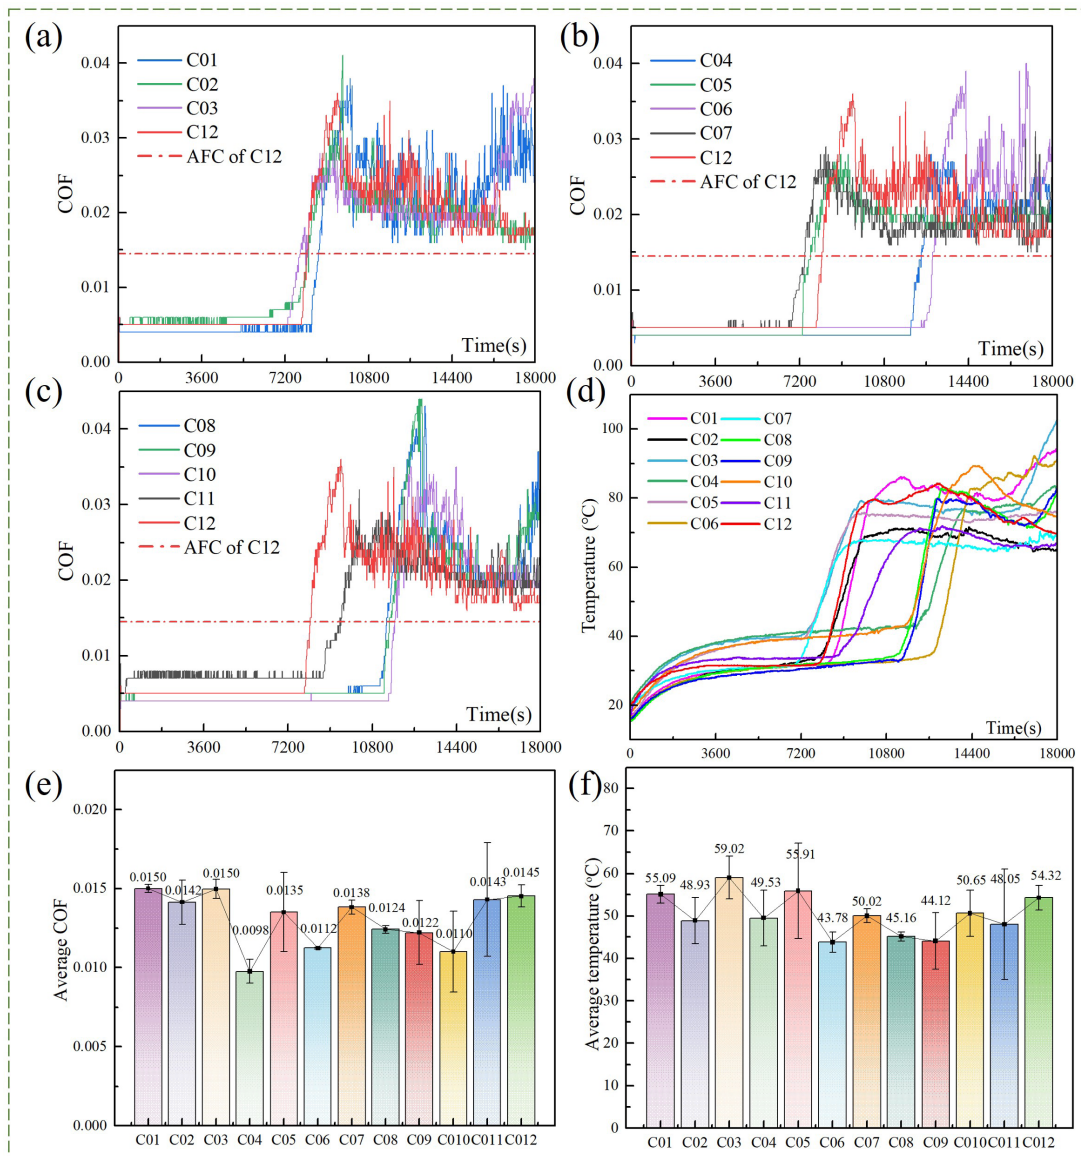 (a)
COF
0.04
0.03
0.02
0.01
0.00
C01
C02
C03
C12
AFC of C12
Time(s)
0 3600 7200 10800 14400 18000
(b)
COF
0.04
0.03
0.02
0.01
0.00
C04
C05
C06
C07
C12
AFC of C12
Time(s)
0 3600 7200 10800 14400 18000
(c)
COF
0.04
0.03
0.02
0.01
0.00
C08
C09
C10
C11
C12
AFC of C12
Time(s)
0 3600 7200 10800 14400 18000
(d)
Temperature (°C)
100
80
60
40
20
C01 C07
C02 C08
C03 C09
C04 C10
C05 C11
C06 C12
Time(s)
0 3600 7200 10800 14400 18000
(e)
Average COF
0.020
0.015
0.010
0.005
0.000
0.0150 0.0142 0.0150 0.0098 0.0135 0.0112 0.0138 0.0124 0.0122 0.0110 0.0143 0.0145
C01 C02 C03 C04 C05 C06 C07 C08 C09 C010 C011 C012
(f)
Average temperature (°C)
80
70
60
50
40
30
20
10
0
55.09 48.93 59.02 49.53 55.91 43.78 50.02 45.16 44.12 50.65 48.05 54.32
C01 C02 C03 C04 C05 C06 C07 C08 C09 C010 C011 C012